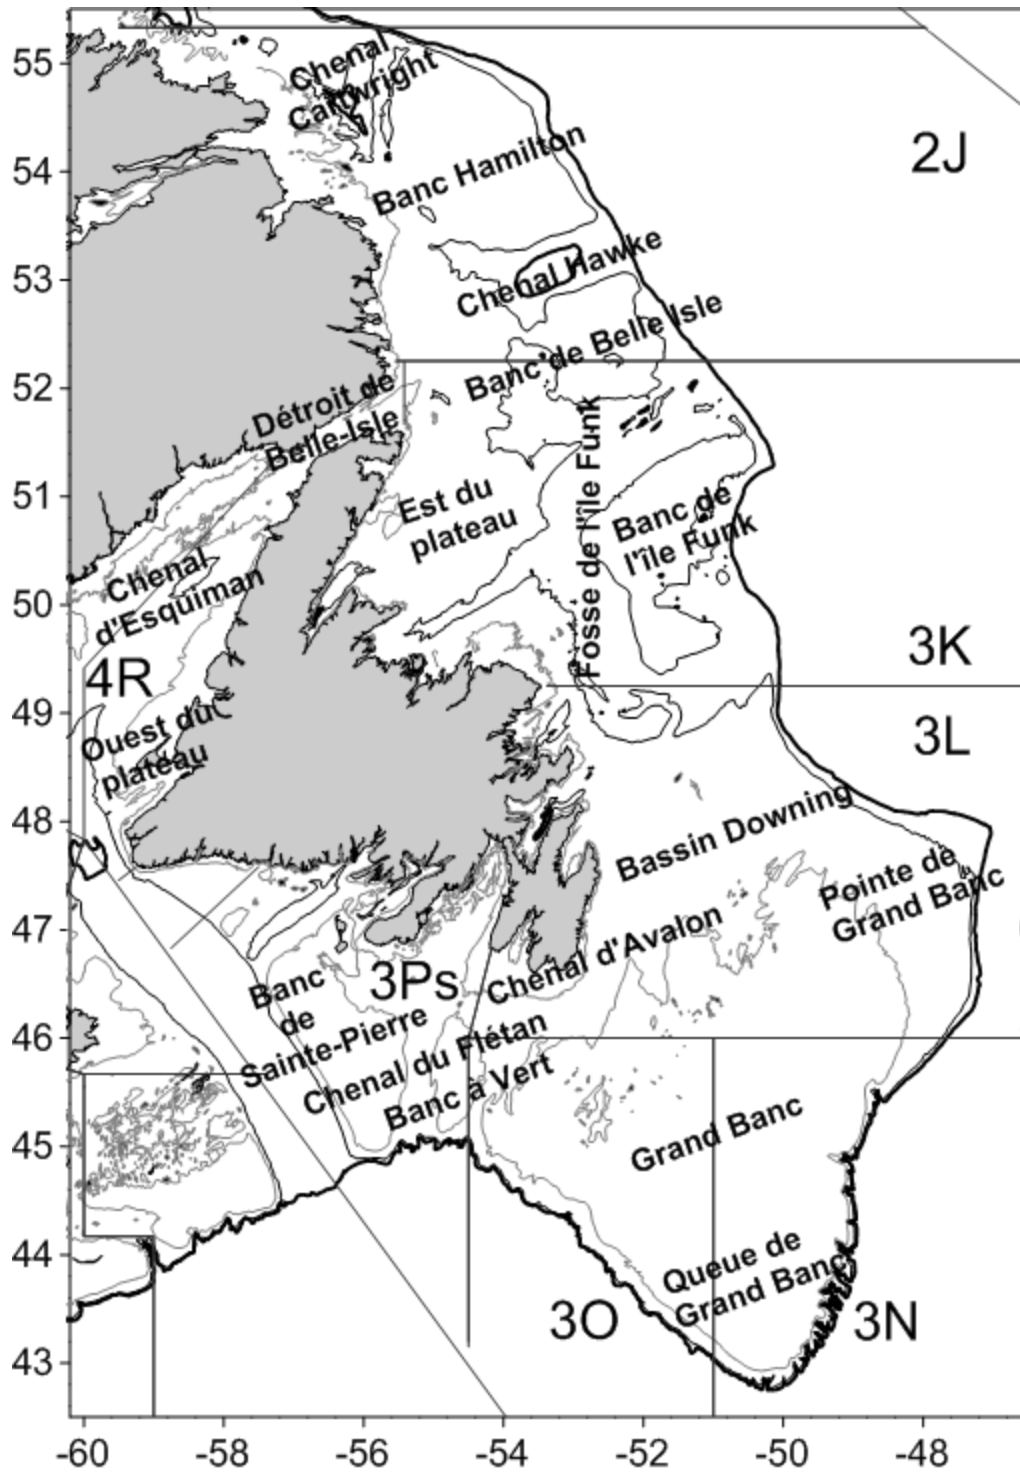 55
54
53
52
51
50
49
48
47
46
45
44
43
-60
-58
-56
-54
-52
-50
-48
Chenal
Cartwright
2J
Banc Hamilton
Chenal Hawke
Banc de Belle Isle
Détroit de
Belle-Isle
Est du
plateau
Fosse de l'île Funk
Banc de
l'île Funk
Chenal
d'Esquiman
3K
4R
3L
Ouest du
plateau
Bassin Downing
Pointe de
Grand Banc
Chenal d'Avalon
3Ps
Banc
de
Sainte-Pierre
Chenal du Flétan
Banc à Vert
Grand Banc
Queue de
Grand Banc
3O
3N